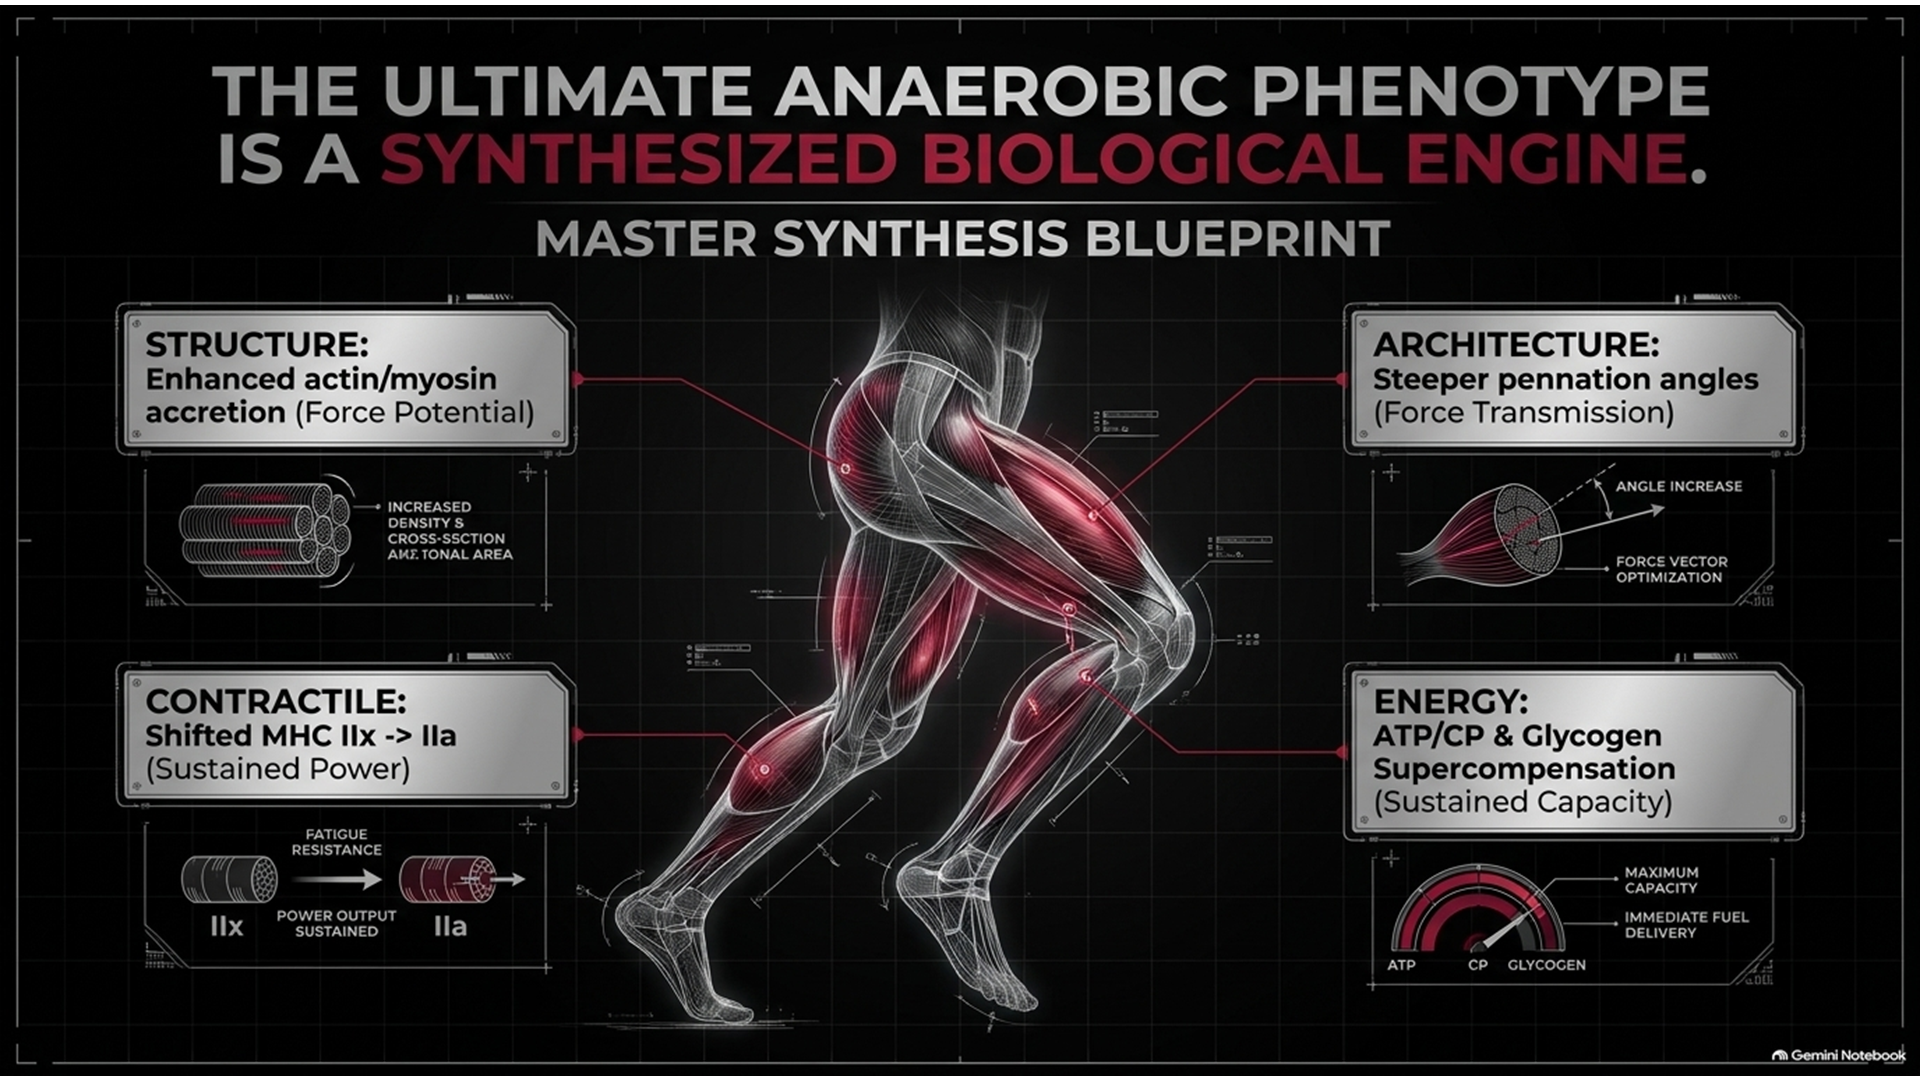 THE ULTIMATE ANAEROBIC PHENOTYPE
IS A SYNTHESIZED BIOLOGICAL ENGINE.
MASTER SYNTHESIS BLUEPRINT
STRUCTURE:
Enhanced actin/myosin
accretion (Force Potential)
INCREASED
DENSITY &
CROSS-SSCTION
TONAL AREA
CONTRACTILE:
Shifted MHC IIx -> IIa
(Sustained Power)
FATIGUE
RESISTANCE
IIx
POWER OUTPUT
SUSTAINED
IIa
ARCHITECTURE:
Steeper pennation angles
(Force Transmission)
ANGLE INCREASE
FORCE VECTOR
OPTIMIZATION
ENERGY:
ATP/CP & Glycogen
Supercompensation
(Sustained Capacity)
MAXIMUM
CAPACITY
IMMEDIATE FUEL
DELIVERY
ATP
CP
GLYCOGEN
Gemini Notebook